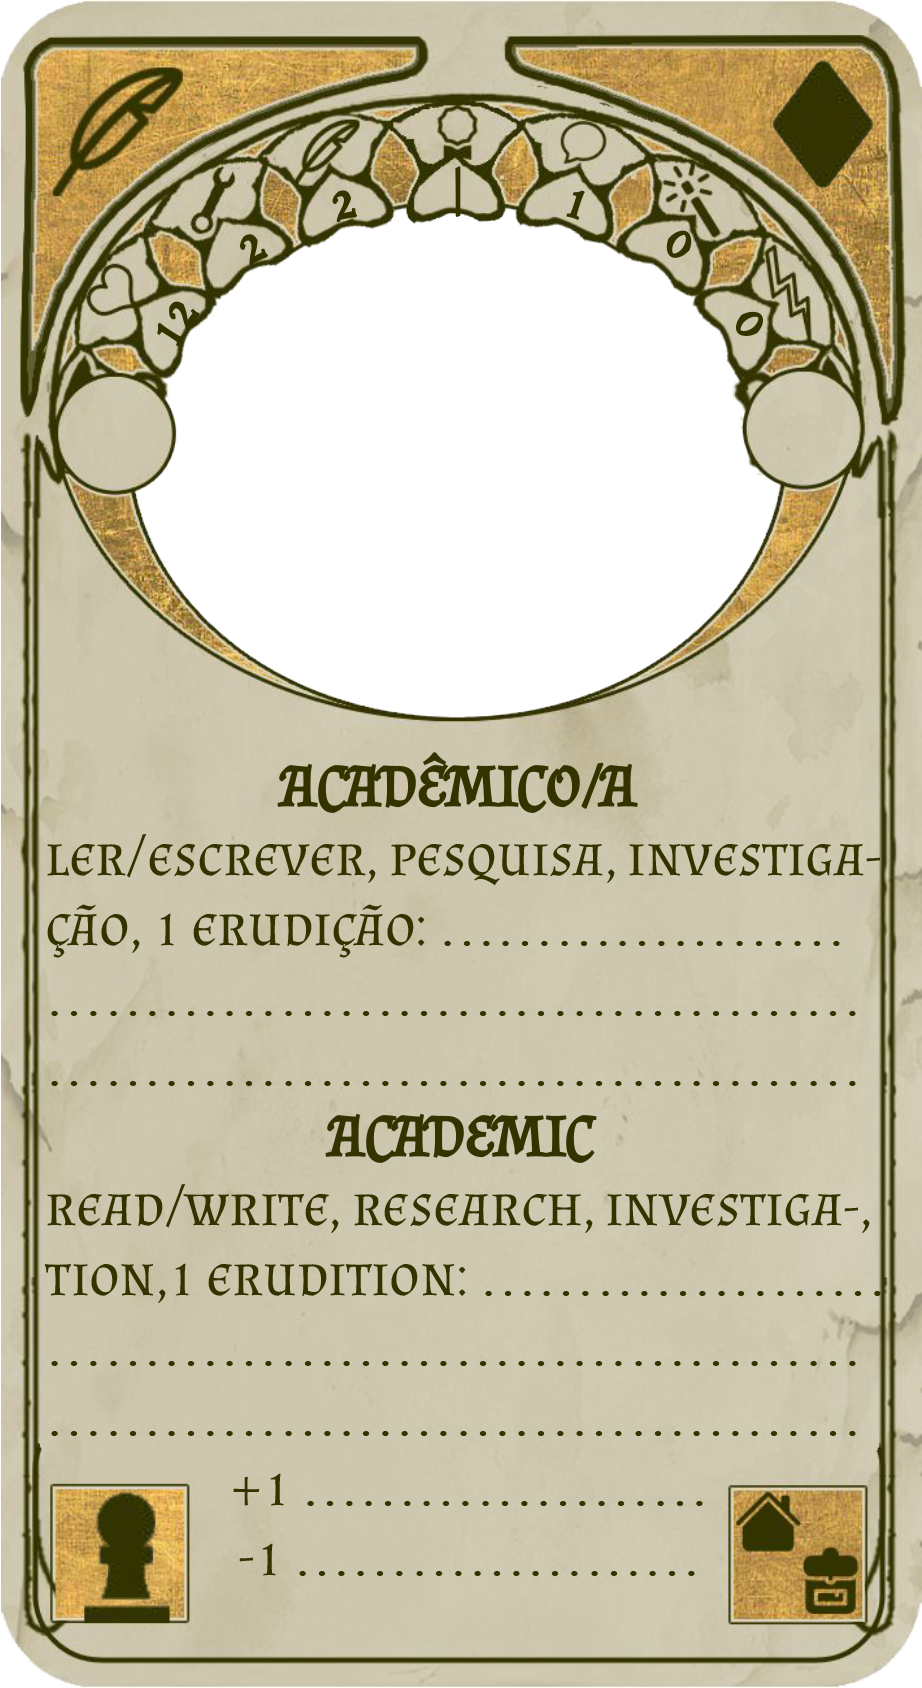 12 2 2 | 1 0 0
ACADÊMICO/A
LER/ESCREVER, PESQUISA, INVESTIGA-
ÇÃO, 1 ERUDIÇÃO: .....................
..........................................
..........................................
ACADEMIC
READ/WRITE, RESEARCH, INVESTIGA-,
TION,1 ERUDITION: .....................
..........................................
..........................................
+1 .....................
-1 .....................